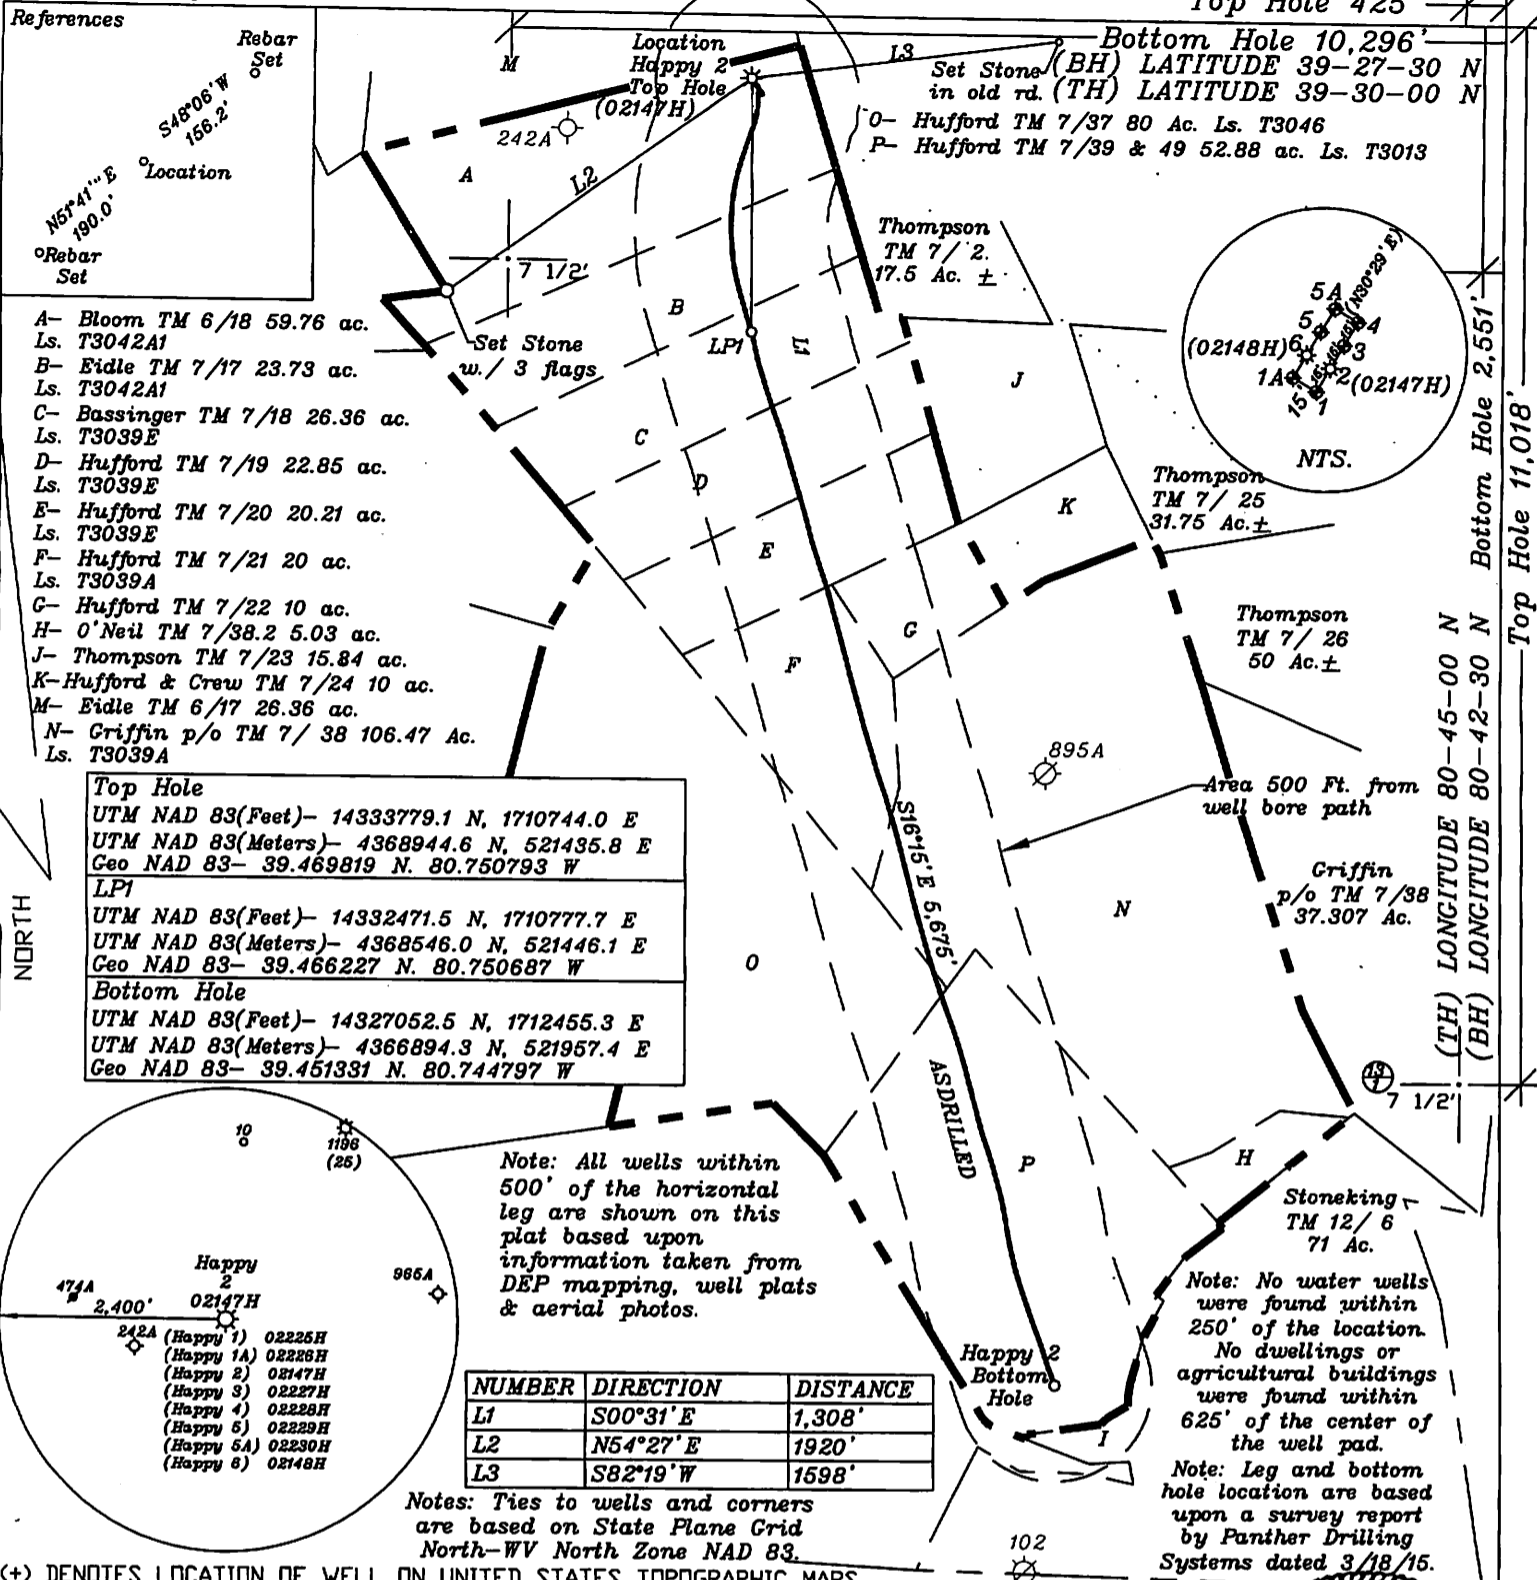 Top Hole 425'
References
Rebar
Set
S48°06'W
156.2'
Location
N51°41'"E
190.0'
Rebar
Set
M
Location
Happy 2
Top Hole
(02147H)
242A
L3
Bottom Hole 10,296'
Set Stone (BH) LATITUDE 39-27-30 N
in old rd. (TH) LATITUDE 39-30-00 N
O- Hufford TM 7/37 80 Ac. Ls. T3046
P- Hufford TM 7/39 & 49 52.88 ac. Ls. T3013
A
L2
7 1/2'
Thompson
TM 7/ 2.
17.5 Ac. ±
B
Set Stone
w./ 3 flags
LP1
L1
J
5A
(N30°29'E)
5
4
(02148H)6
3
1A
2(02147H)
15'
1
NTS.
A- Bloom TM 6/18 59.76 ac.
Ls. T3042A1
B- Eidle TM 7/17 23.73 ac.
Ls. T3042A1
C- Bassinger TM 7/18 26.36 ac.
Ls. T3039E
D- Hufford TM 7/19 22.85 ac.
Ls. T3039E
E- Hufford TM 7/20 20.21 ac.
Ls. T3039E
F- Hufford TM 7/21 20 ac.
Ls. T3039A
G- Hufford TM 7/22 10 ac.
H- O'Neil TM 7/38.2 5.03 ac.
J- Thompson TM 7/23 15.84 ac.
K-Hufford & Crew TM 7/24 10 ac.
M- Eidle TM 6/17 26.36 ac.
N- Griffin p/o TM 7/ 38 106.47 Ac.
Ls. T3039A
C
D
E
K
F
G
Thompson
TM 7/ 25
31.75 Ac.±
Thompson
TM 7/ 26
50 Ac.±
Bottom Hole 2,551'
Top Hole 11,018'
(TH) LONGITUDE 80-45-00 N
(BH) LONGITUDE 80-42-30 N
895A
Area 500 Ft. from
well bore path
Top Hole
UTM NAD 83(Feet)- 14333779.1 N, 1710744.0 E
UTM NAD 83(Meters)- 4368944.6 N, 521435.8 E
Geo NAD 83- 39.469819 N. 80.750793 W
LP1
UTM NAD 83(Feet)- 14332471.5 N, 1710777.7 E
UTM NAD 83(Meters)- 4368546.0 N, 521446.1 E
Geo NAD 83- 39.466227 N. 80.750687 W
Bottom Hole
UTM NAD 83(Feet)- 14327052.5 N, 1712455.3 E
UTM NAD 83(Meters)- 4366894.3 N, 521957.4 E
Geo NAD 83- 39.451331 N. 80.744797 W
NORTH
S16°15'E 5,675'
ASDRILLED
O
N
Griffin
p/o TM 7/38
37.307 Ac.
13
1
7 1/2'
10
1196
(25)
Happy
2
02147H
474A
2,400'
965A
242A
(Happy 1) 02225H
(Happy 1A) 02226H
(Happy 2) 02147H
(Happy 3) 02227H
(Happy 4) 02228H
(Happy 5) 02229H
(Happy 5A) 02230H
(Happy 6) 02148H
Note: All wells within
500' of the horizontal
leg are shown on this
plat based upon
information taken from
DEP mapping, well plats
& aerial photos.
P
H
Stoneking
TM 12/ 6
71 Ac.
Note: No water wells
were found within
250' of the location.
No dwellings or
agricultural buildings
were found within
625' of the center of
the well pad.
Happy 2
Bottom
Hole
I
NUMBER DIRECTION DISTANCE
L1 S00°31'E 1,308'
L2 N54°27'E 1920'
L3 S82°19'W 1598'
Notes: Ties to wells and corners
are based on State Plane Grid
North-WV North Zone NAD 83.
Note: Leg and bottom
hole location are based
upon a survey report
by Panther Drilling
Systems dated 3/18/15.
102
(+) DENOTES LOCATION OF WELL ON UNITED STATES TOPOGRAPHIC MAPS